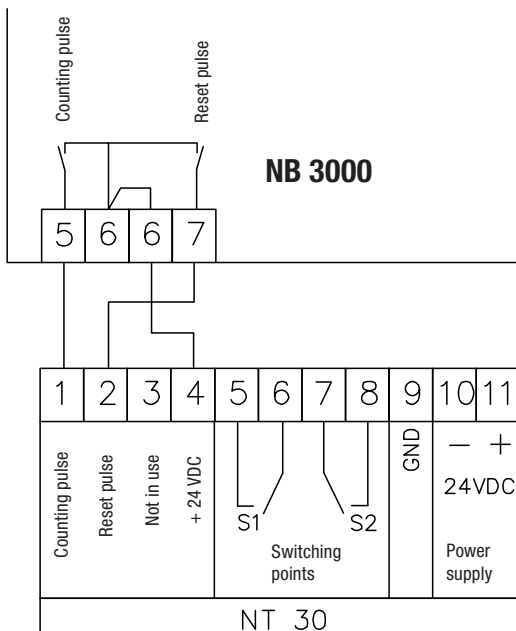 Counting pulse
Reset pulse
NB 3000
5 6 6 7
1 2 3 4 5 6 7 8 9 10 11
Counting pulse
Reset pulse
Not in use
+ 24 VDC
S1
S2
Switching
points
GND
− +
24VDC
Power
supply
NT 30